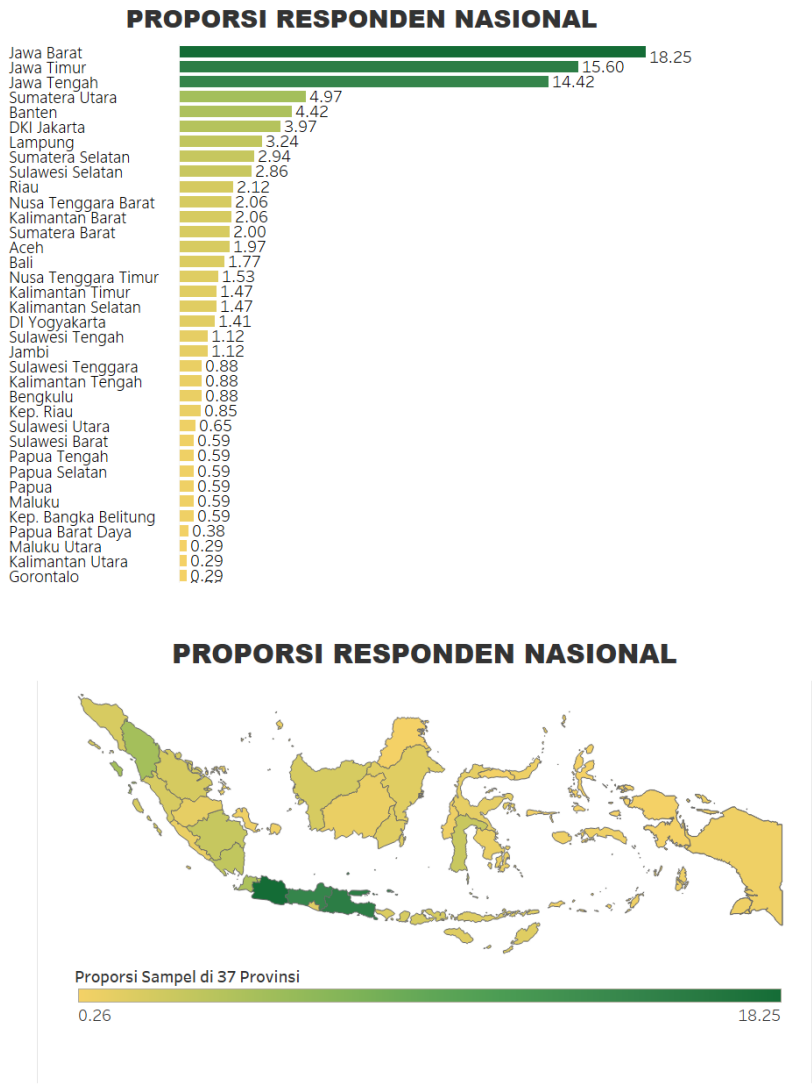 PROPORSI RESPONDEN NASIONAL
Jawa Barat 18.25
Jawa Timur 15.60
Jawa Tengah 14.42
Sumatera Utara 4.97
Banten 4.42
DKI Jakarta 3.97
Lampung 3.24
Sumatera Selatan 2.94
Sulawesi Selatan 2.86
Riau 2.12
Nusa Tenggara Barat 2.06
Kalimantan Barat 2.06
Sumatera Barat 2.00
Aceh 1.97
Bali 1.77
Nusa Tenggara Timur 1.53
Kalimantan Timur 1.47
Kalimantan Selatan 1.47
DI Yogyakarta 1.41
Sulawesi Tengah 1.12
Jambi 1.12
Sulawesi Tenggara 0.88
Kalimantan Tengah 0.88
Bengkulu 0.88
Kep. Riau 0.85
Sulawesi Utara 0.65
Sulawesi Barat 0.59
Papua Tengah 0.59
Papua Selatan 0.59
Papua 0.59
Maluku 0.59
Kep. Bangka Belitung 0.59
Papua Barat Daya 0.38
Maluku Utara 0.29
Kalimantan Utara 0.29
Gorontalo 0.29
PROPORSI RESPONDEN NASIONAL
Proporsi Sampel di 37 Provinsi
0.26 18.25